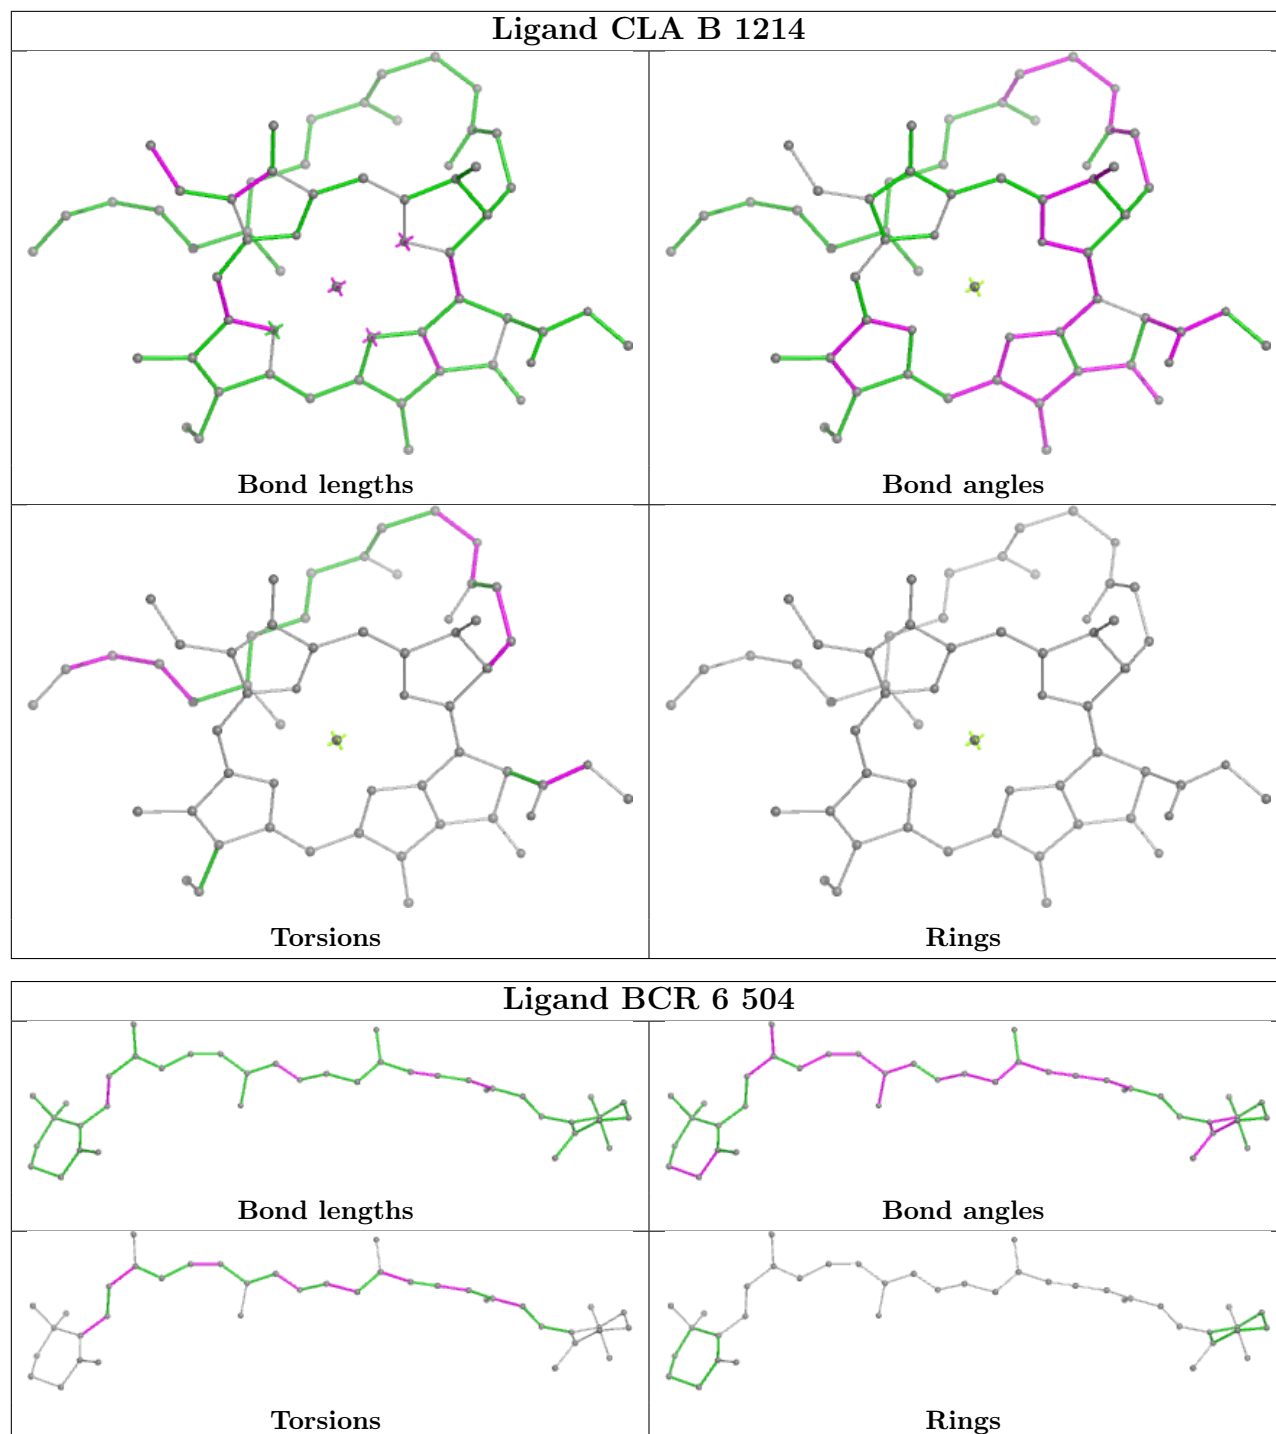 Ligand CLA B 1214
Bond lengths
Bond angles
Torsions
Rings
Ligand BCR 6 504
Bond lengths
Bond angles
Torsions
Rings